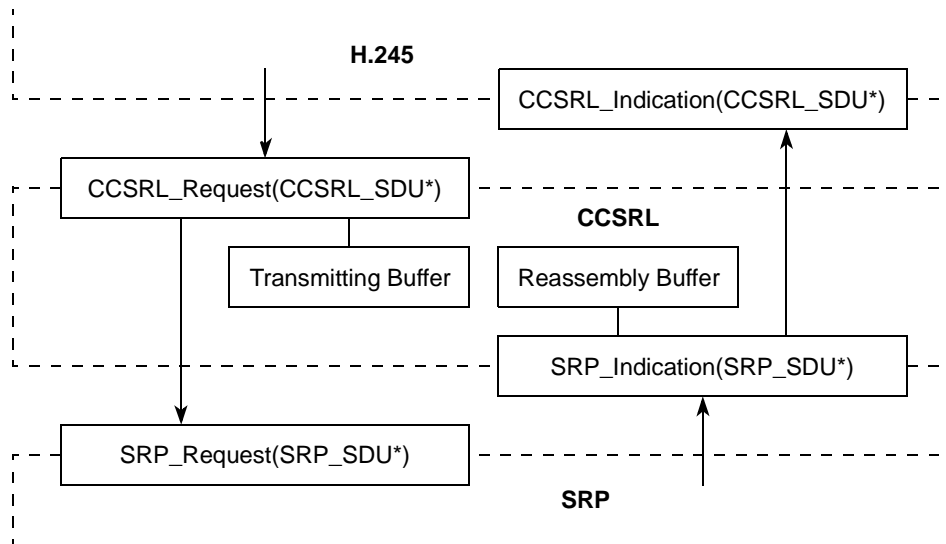 H.245
CCSRL_Indication(CCSRL_SDU*)
CCSRL_Request(CCSRL_SDU*)
CCSRL
Transmitting Buffer
Reassembly Buffer
SRP_Indication(SRP_SDU*)
SRP_Request(SRP_SDU*)
SRP